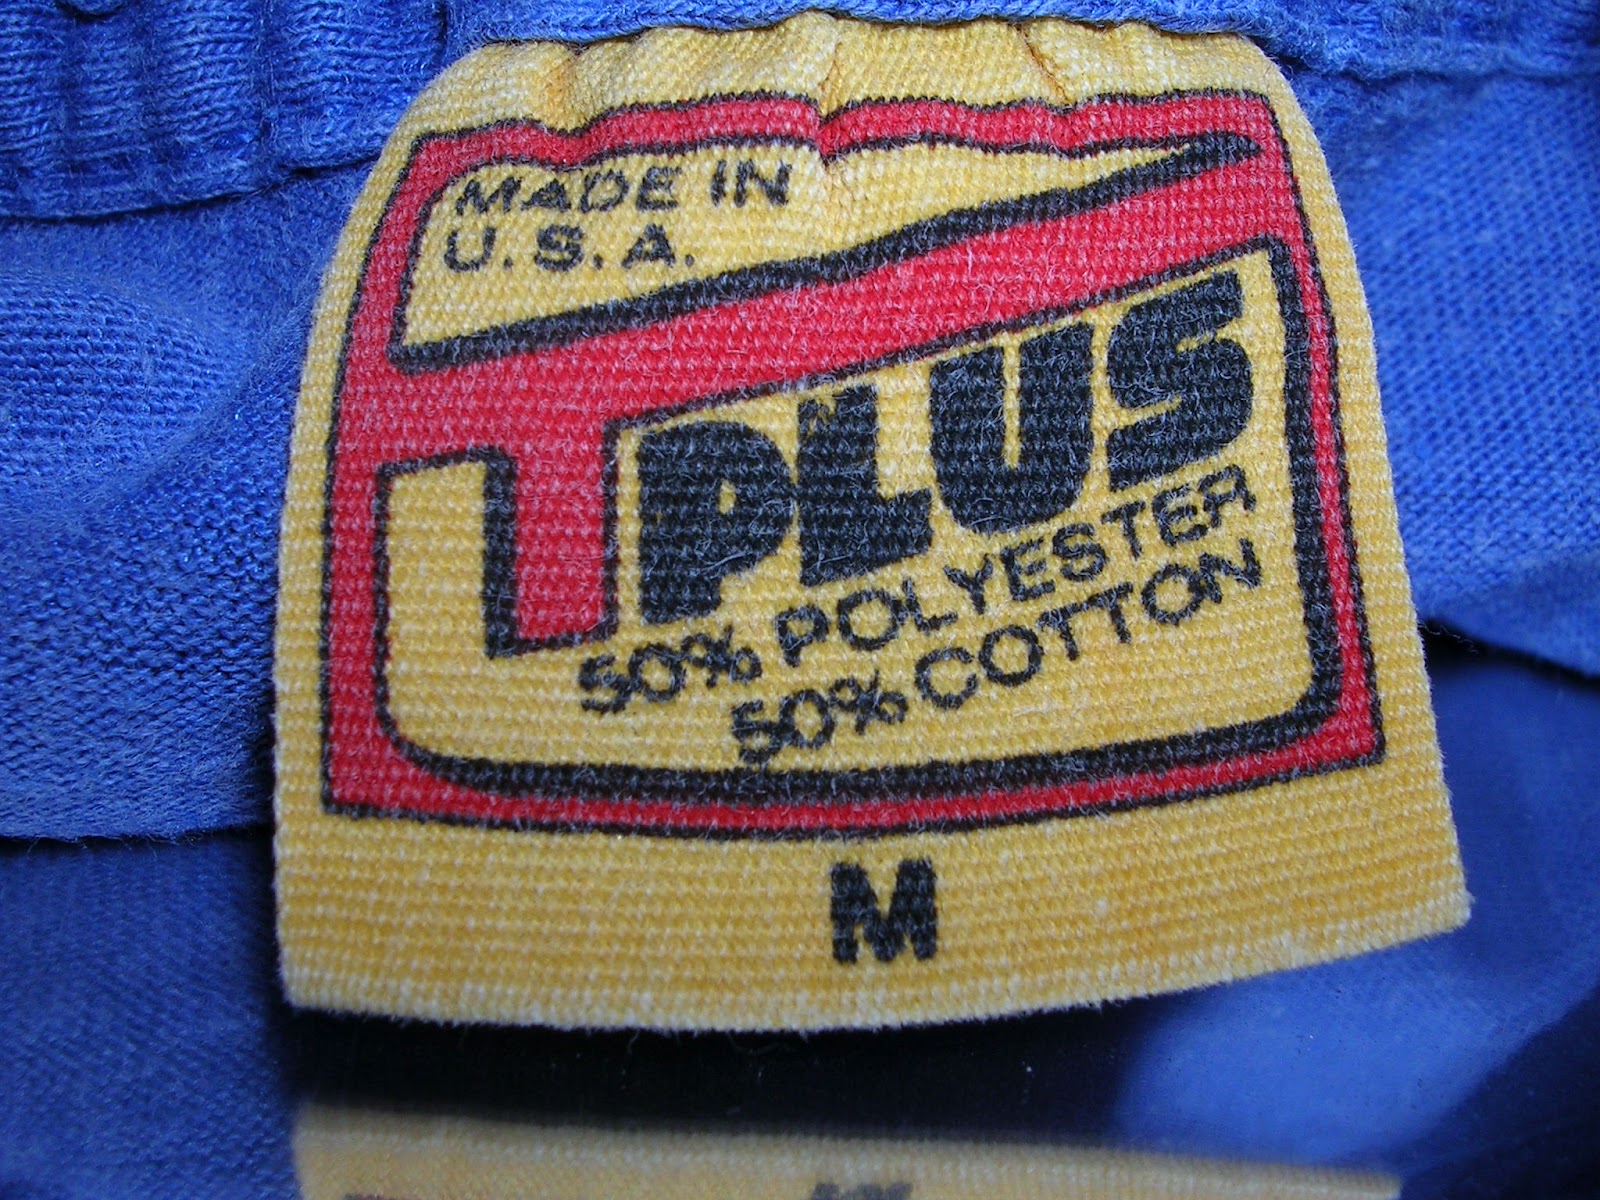 MADE IN
U.S.A.
T PLUS
50% POLYESTER
50% COTTON
M